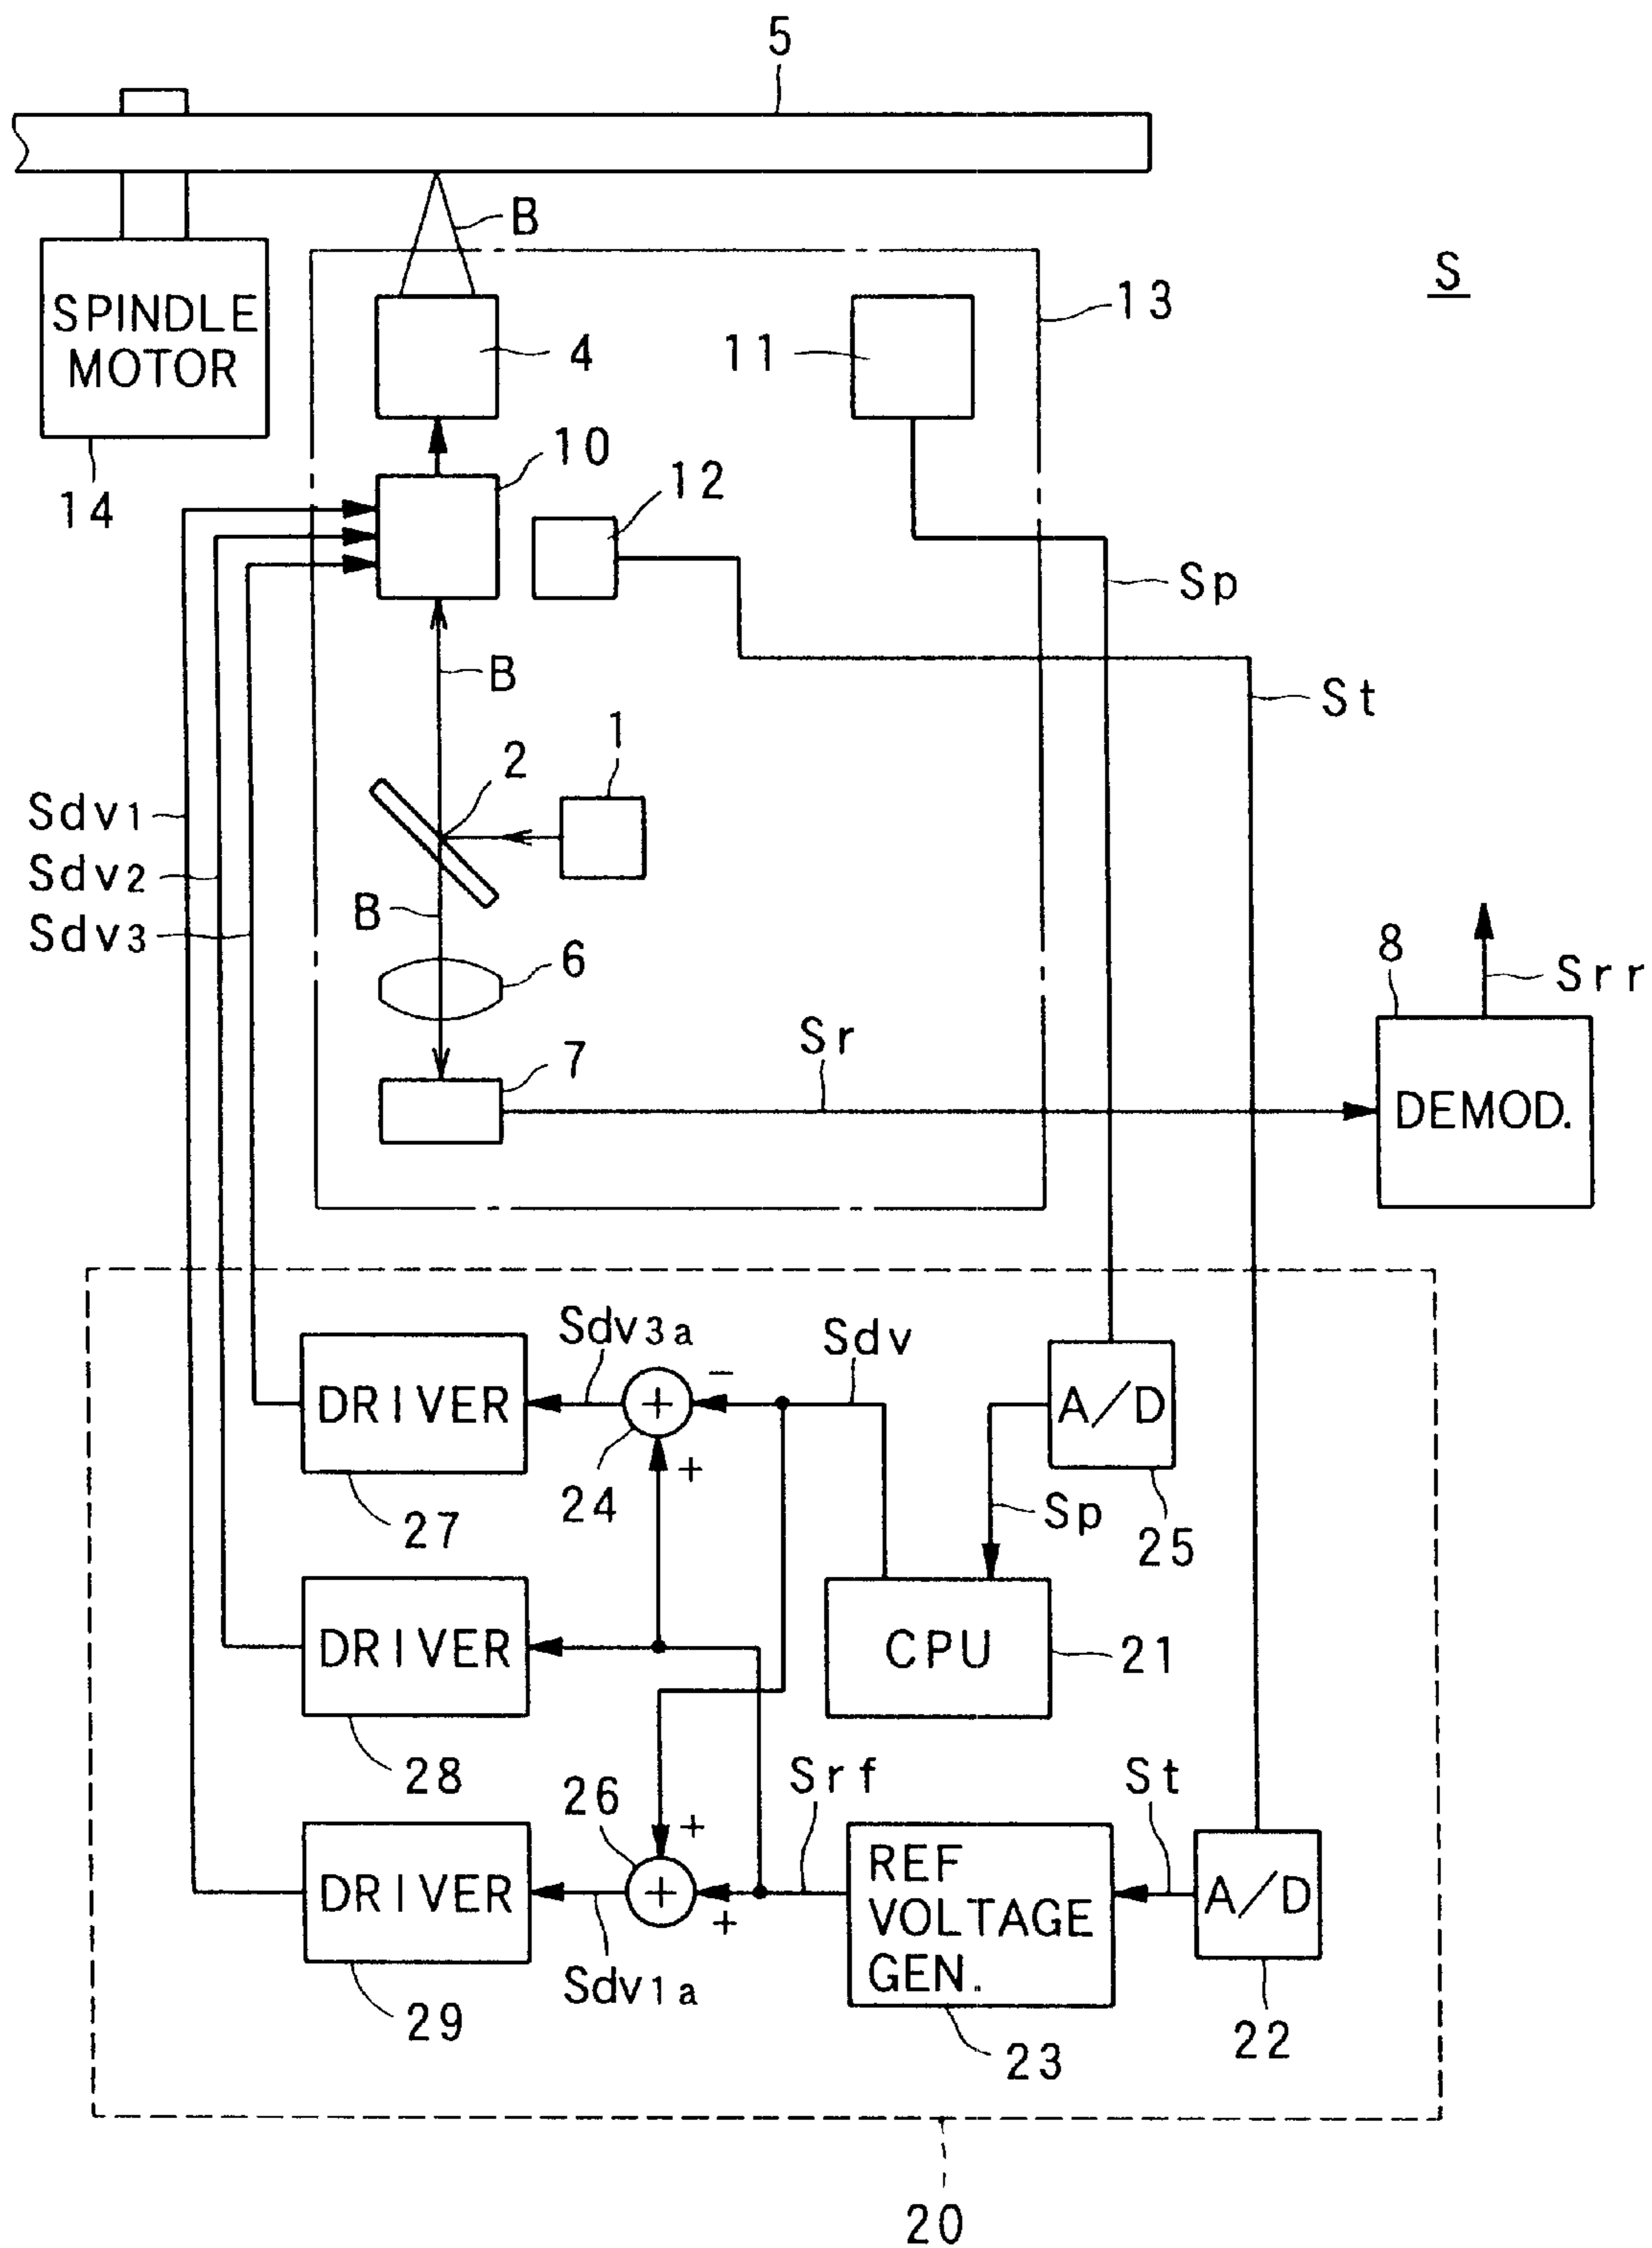 5
B
S
SPINDLE
MOTOR
13
4
11
10
12
14
Sp
B
St
1
2
Sdv1
Sdv2
B
Sdv3
8
6
Srr
Sr
7
DEMOD.
Sdv3a
Sdv
−
DRIVER
+
A/D
+
24
27
Sp
25
DRIVER
CPU
21
28
26
Srf
St
+
REF
DRIVER
+
VOLTAGE
A/D
+
GEN.
Sdv1a
29
23
22
20